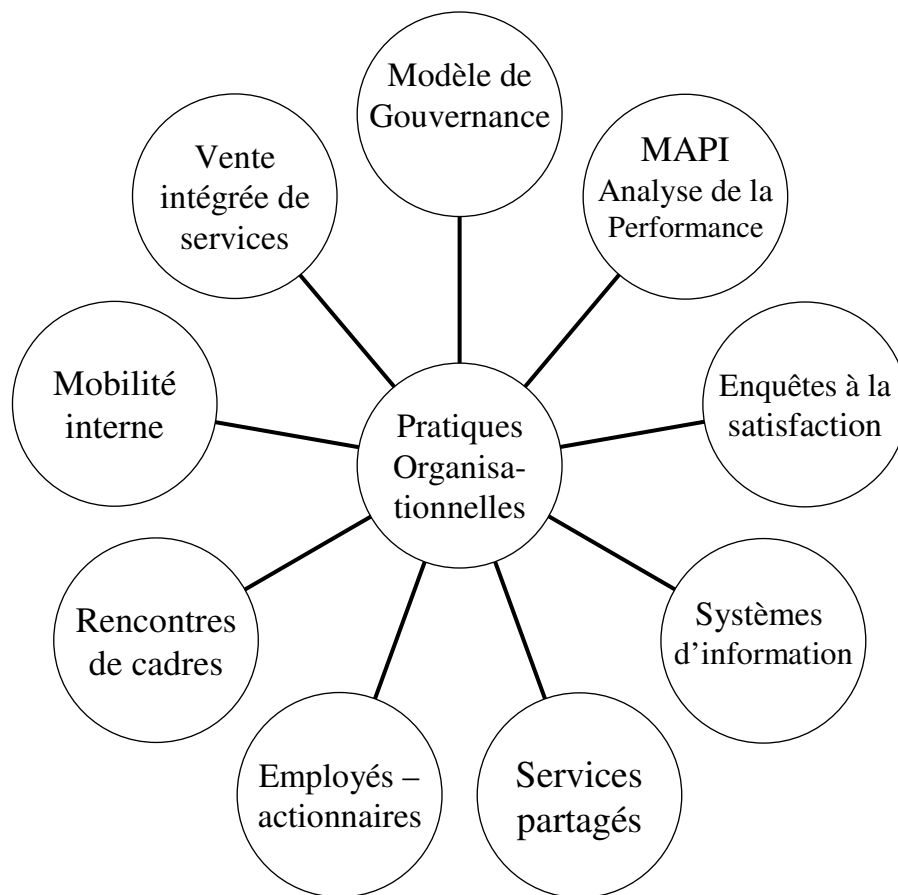 Modèle de
Gouvernance
MAPI
Analyse de la
Performance
Enquêtes à la
satisfaction
Systèmes
d’information
Services
partagés
Employés –
actionnaires
Rencontres
de cadres
Mobilité
interne
Vente
intégrée de
services
Pratiques
Organisa-
tionnelles